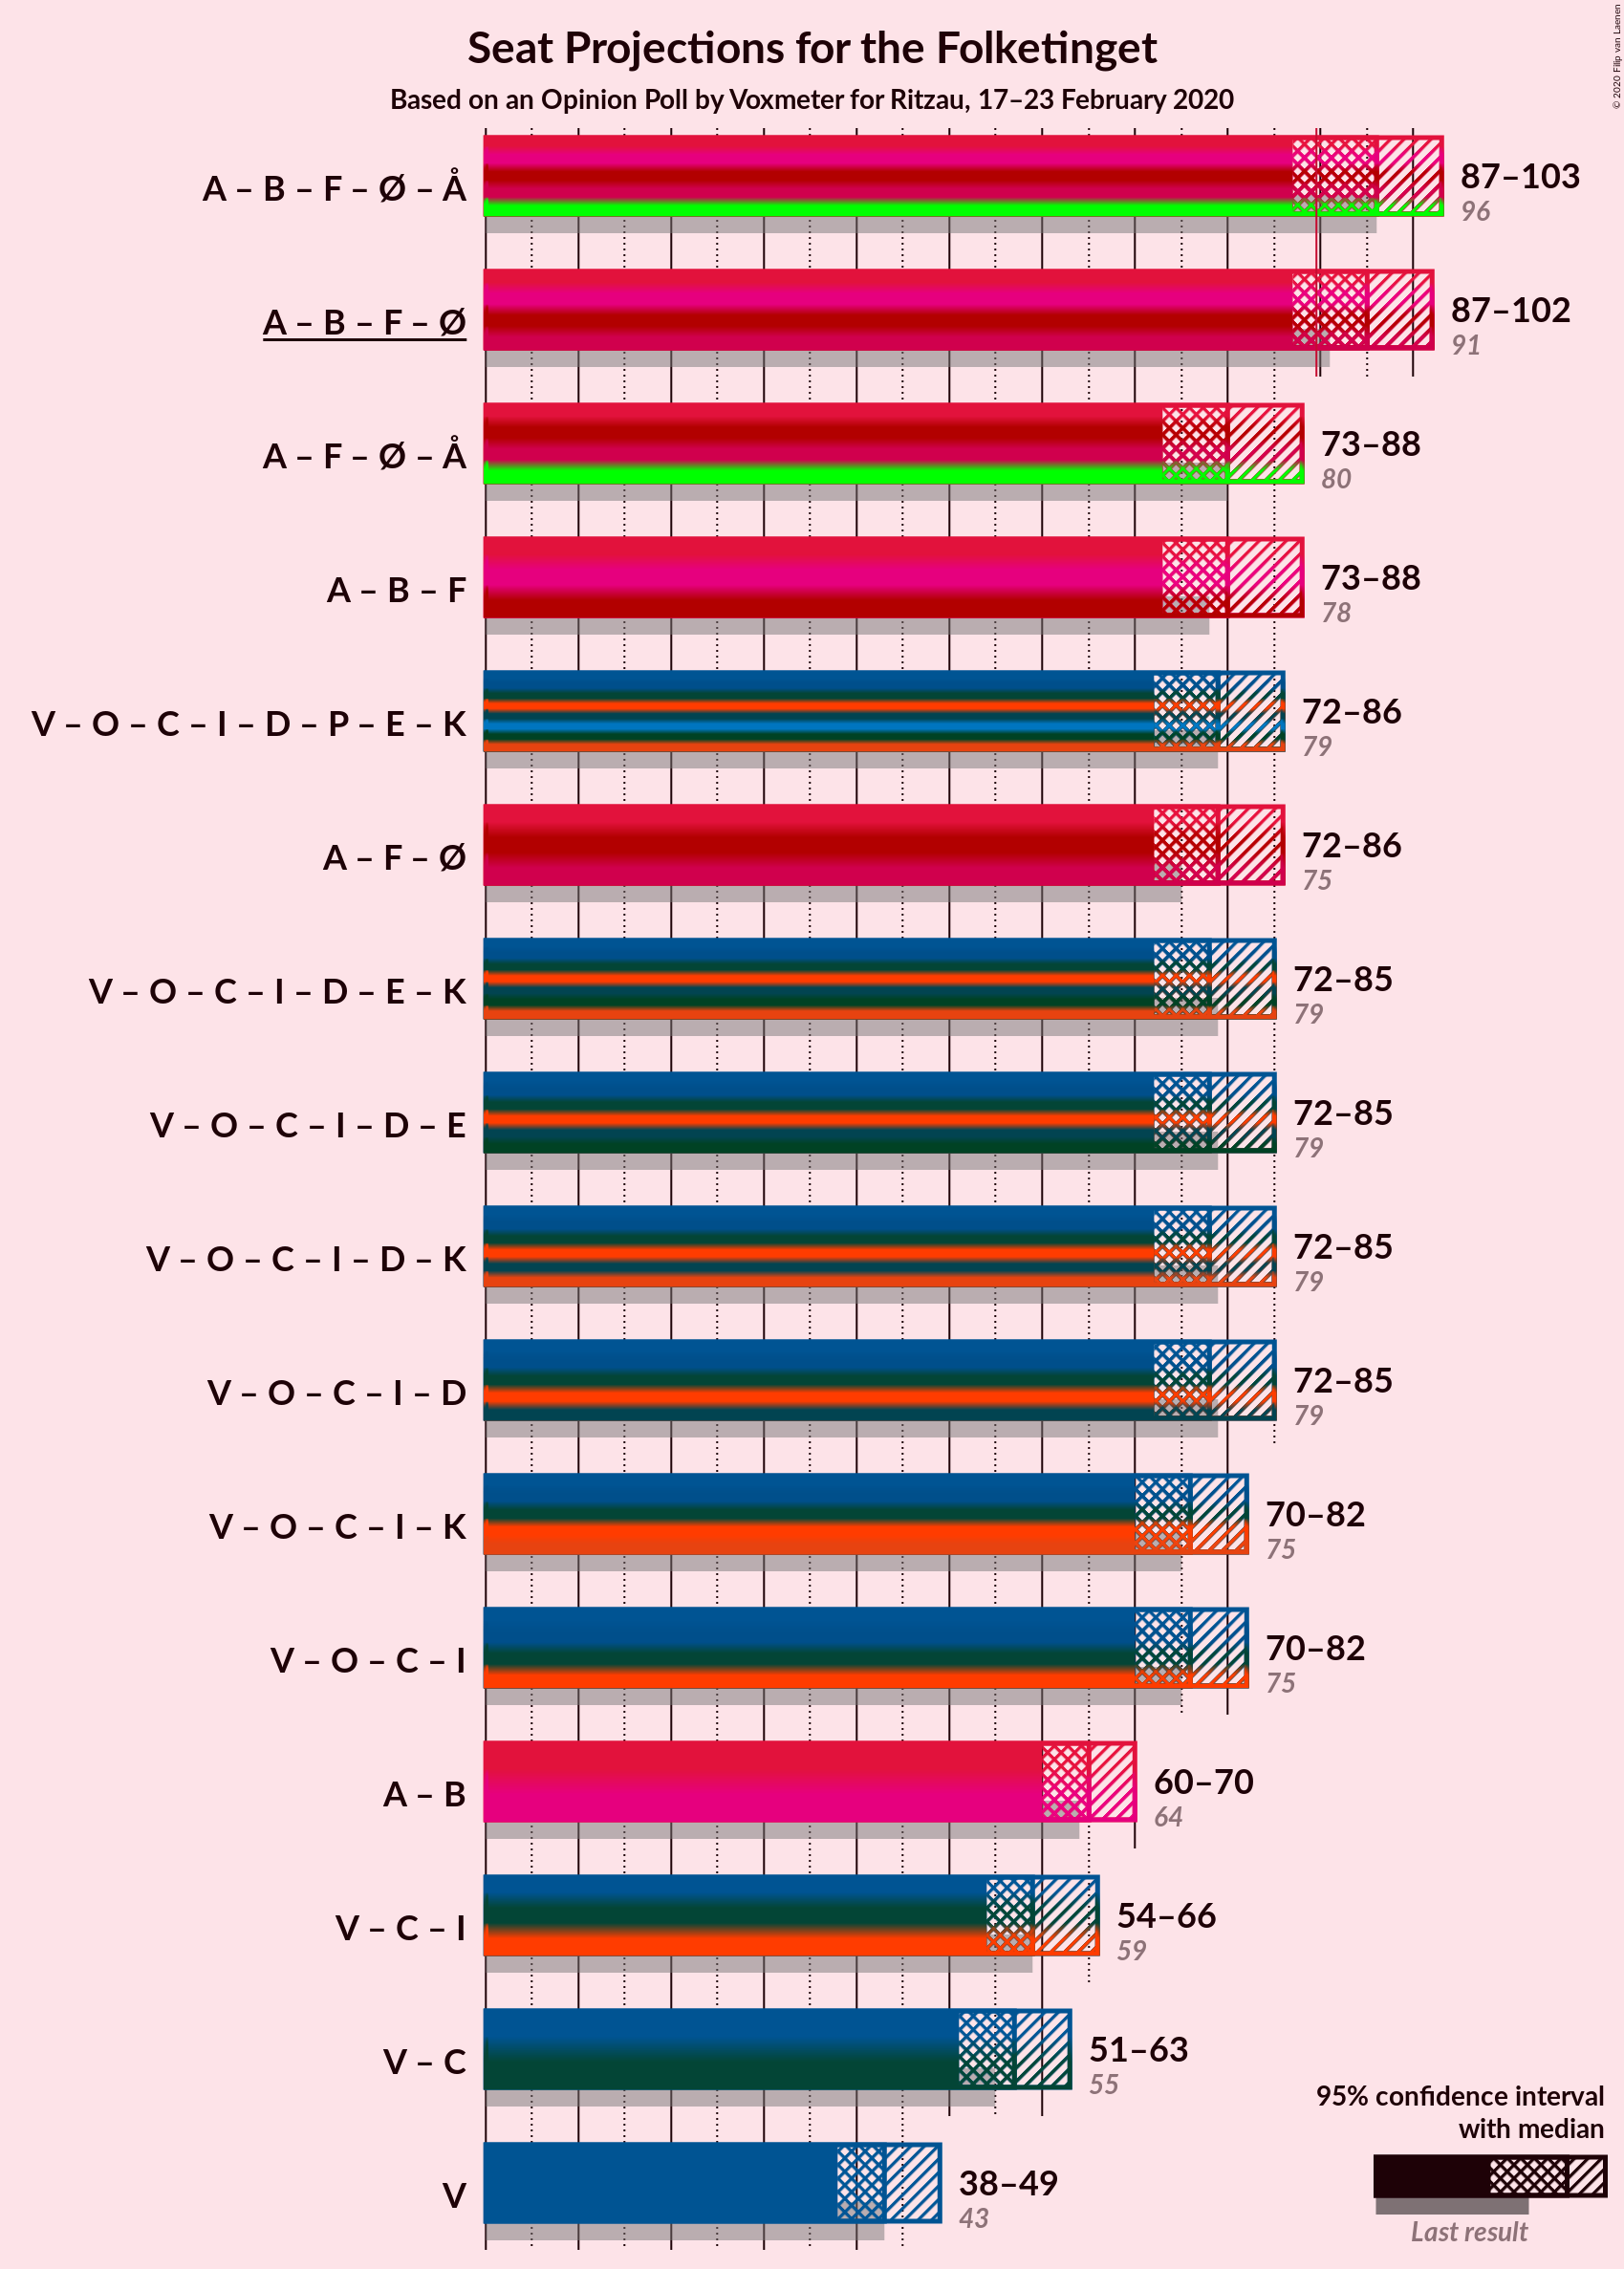 Seat Projections for the Folketinget
Based on an Opinion Poll by Voxmeter for Ritzau, 17–23 February 2020
© 2020 Filip van Laenen
A – B – F – Ø – Å
87–103
96
A – B – F – Ø
87–102
91
A – F – Ø – Å
73–88
80
A – B – F
73–88
78
V – O – C – I – D – P – E – K
72–86
79
A – F – Ø
72–86
75
V – O – C – I – D – E – K
72–85
79
V – O – C – I – D – E
72–85
79
V – O – C – I – D – K
72–85
79
V – O – C – I – D
72–85
79
V – O – C – I – K
70–82
75
V – O – C – I
70–82
75
A – B
60–70
64
V – C – I
54–66
59
V – C
51–63
55
V
38–49
43
95% confidence interval
with median
Last result